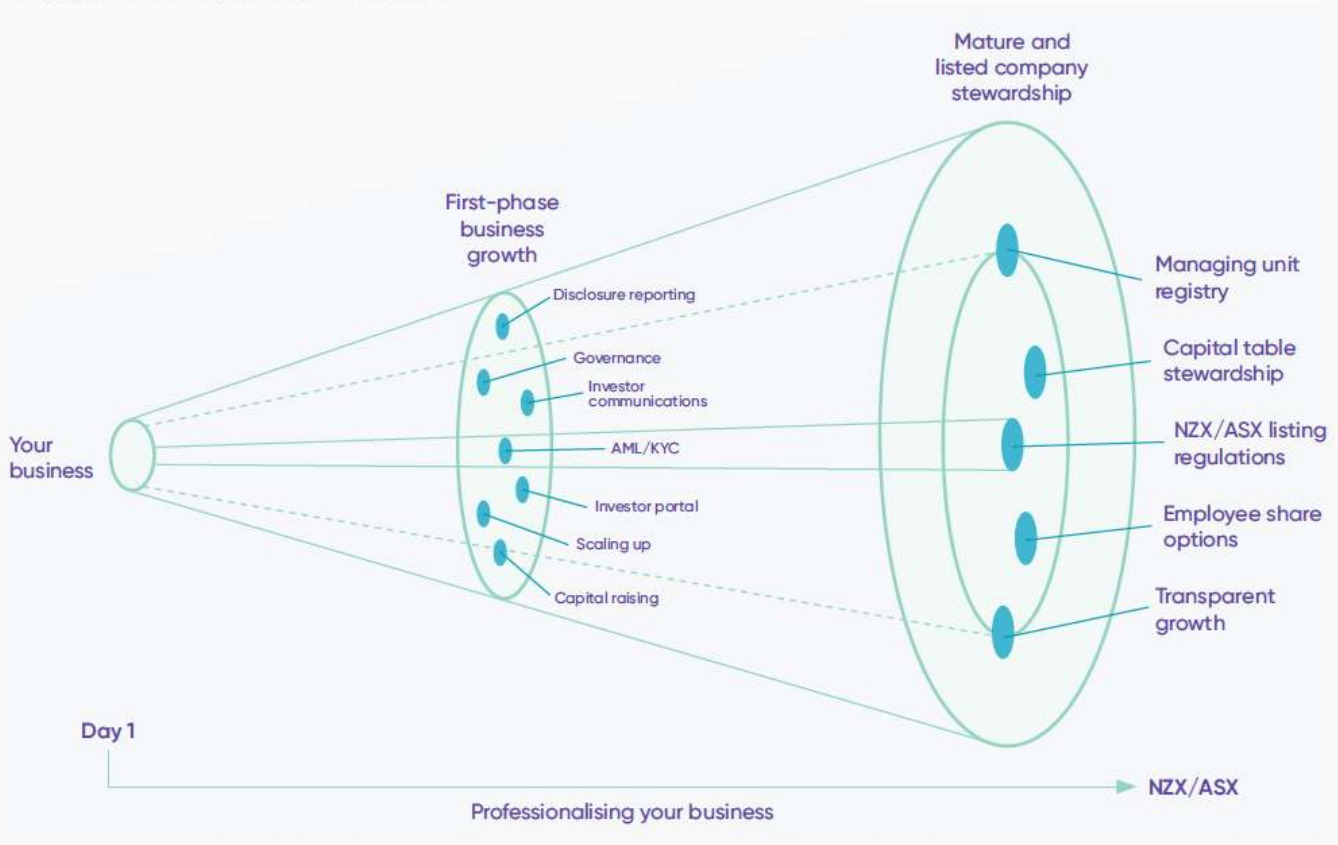 Mature and
listed company
stewardship
First-phase
business
growth
Disclosure reporting
Governance
Investor
communications
AML/KYC
Investor portal
Scaling up
Capital raising
Your
business
Managing unit
registry
Capital table
stewardship
NZX/ASX listing
regulations
Employee share
options
Transparent
growth
Day 1
NZX/ASX
Professionalising your business